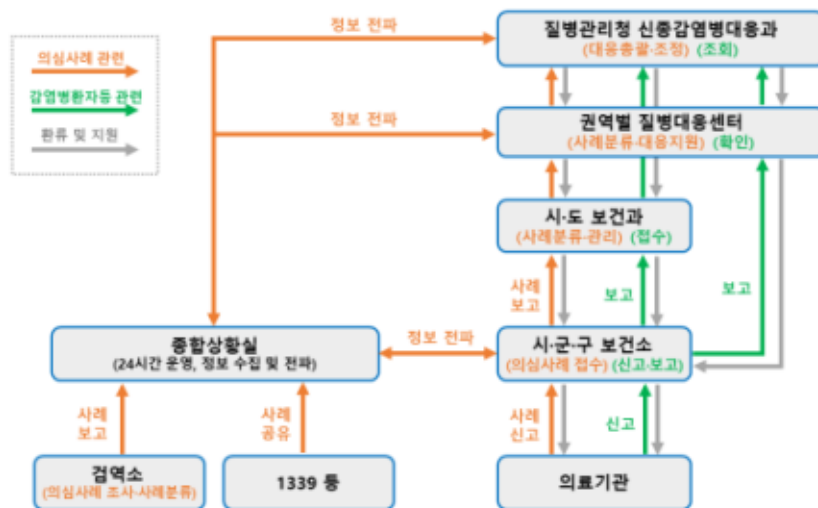 정보 전파
질병관리청 신종감염병대응과
(대응총괄·조정) (조회)
의심사례 관련
감염병환자등 관련
환류 및 지원
정보 전파
권역별 질병대응센터
(사례분류·대응지원) (확인)
시·도 보건과
(사례분류·관리) (접수)
사례
보고
보고
보고
종합상황실
(24시간 운영, 정보 수집 및 전파)
정보 전파
시·군·구 보건소
(의심사례 접수) (신고·보고)
사례
보고
사례
공유
사례
신고
신고
검역소
(의심사례 조사·사례분류)
1339 등
의료기관